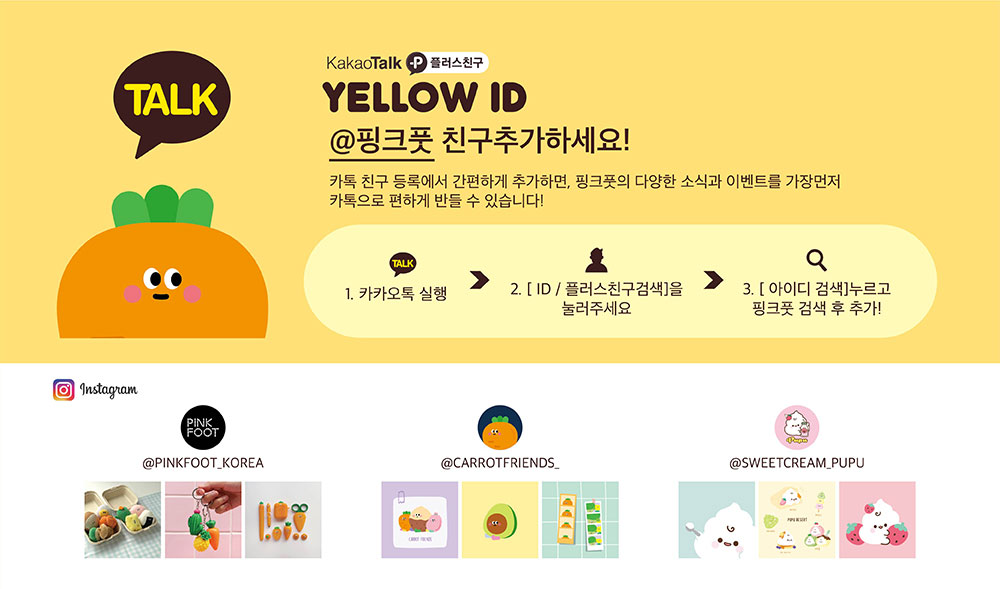 TALK
KakaoTalk P 플러스친구
YELLOW ID
@핑크풋 친구추가하세요!
카톡 친구 등록에서 간편하게 추가하면, 핑크풋의 다양한 소식과 이벤트를 가장먼저
카톡으로 편하게 반들 수 있습니다!
TALK
1. 카카오톡 실행
2. [ ID / 플러스친구검색]을
눌러주세요
3. [ 아이디 검색]누르고
핑크풋 검색 후 추가!
Instagram
PINK
FOOT
@PINKFOOT_KOREA
@CARROTFRIENDS_
Pupu
@SWEETCREAM_PUPU
CARROT FRIENDS
PUPU DESSERT